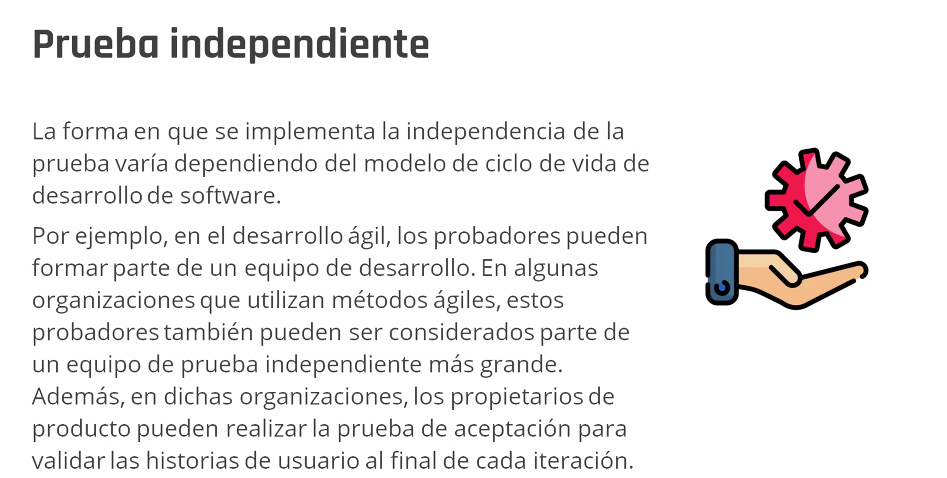 Prueba independiente
La forma en que se implementa la independencia de la
prueba varía dependiendo del modelo de ciclo de vida de
desarrollo de software.
Por ejemplo, en el desarrollo ágil, los probadores pueden
formar parte de un equipo de desarrollo. En algunas
organizaciones que utilizan métodos ágiles, estos
probadores también pueden ser considerados parte de
un equipo de prueba independiente más grande.
Además, en dichas organizaciones, los propietarios de
producto pueden realizar la prueba de aceptación para
validar las historias de usuario al final de cada iteración.